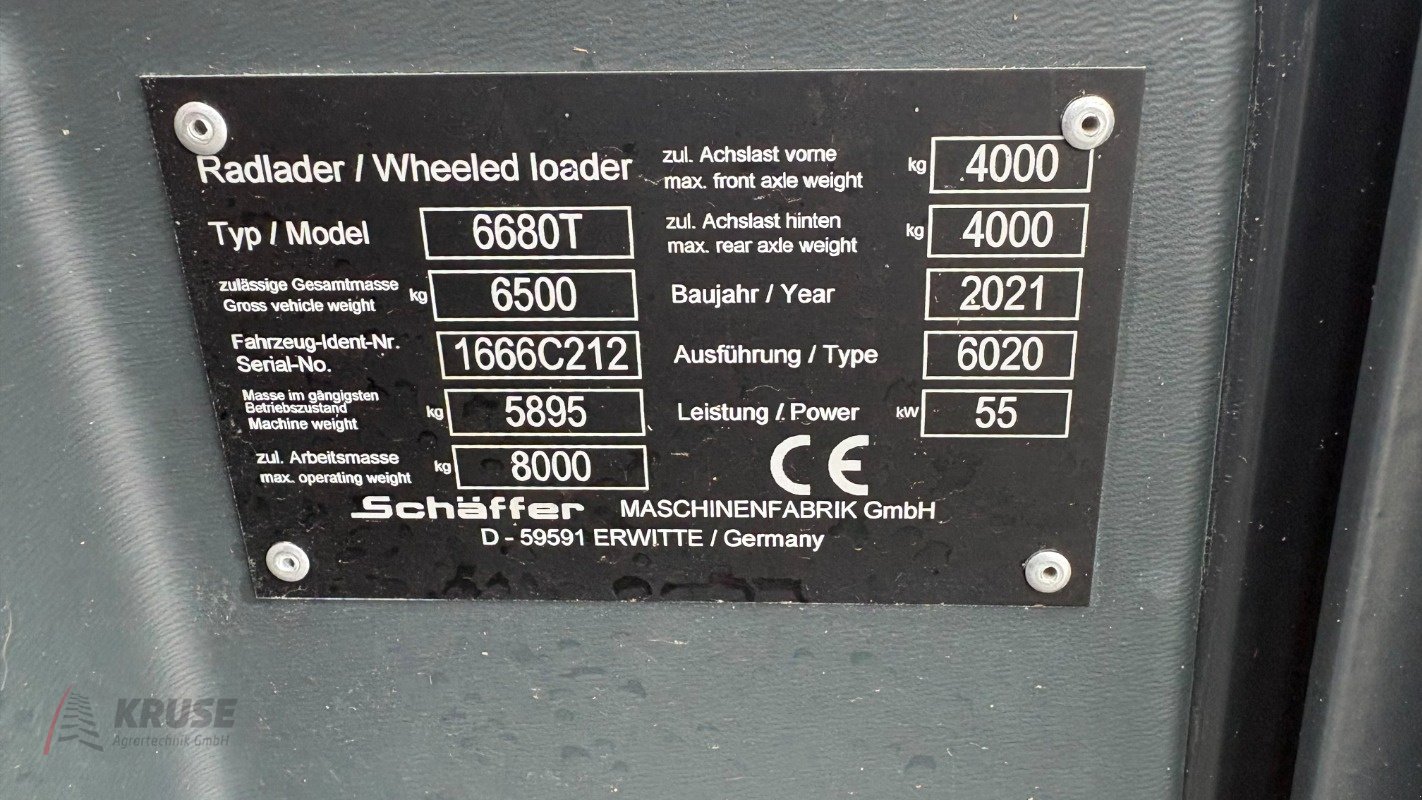 Radlader / Wheeled loader
Typ / Model 6680T
zulässige Gesamtmasse
Gross vehicle weight kg 6500
Fahrzeug-Ident-Nr.
Serial-No. 1666C212
Masse im gängigsten
Betriebszustand
Machine weight kg 5895
zul. Arbeitsmasse
max. operating weight kg 8000
zul. Achslast vorne
max. front axle weight kg 4000
zul. Achslast hinten
max. rear axle weight kg 4000
Baujahr / Year 2021
Ausführung / Type 6020
Leistung / Power kW 55
CE
Schäffer MASCHINENFABRIK GmbH
D - 59591 ERWITTE / Germany
KRUSE
Agrartechnik GmbH